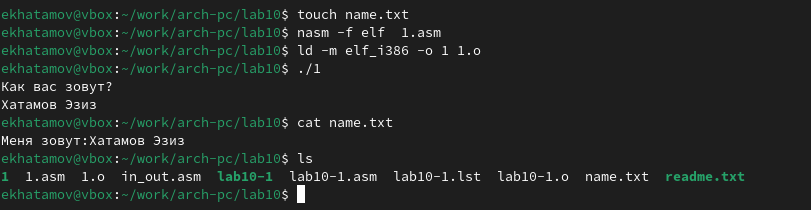 ekhatamov@vbox:~/work/arch-pc/lab10$ touch name.txt
ekhatamov@vbox:~/work/arch-pc/lab10$ nasm -f elf  1.asm
ekhatamov@vbox:~/work/arch-pc/lab10$ ld -m elf_i386 -o 1 1.o
ekhatamov@vbox:~/work/arch-pc/lab10$ ./1
Как вас зовут?
Хатамов Эзиз
ekhatamov@vbox:~/work/arch-pc/lab10$ cat name.txt
Меня зовут:Хатамов Эзиз
ekhatamov@vbox:~/work/arch-pc/lab10$ ls
1  1.asm  1.o  in_out.asm  lab10-1  lab10-1.asm  lab10-1.lst  lab10-1.o  name.txt  readme.txt
ekhatamov@vbox:~/work/arch-pc/lab10$